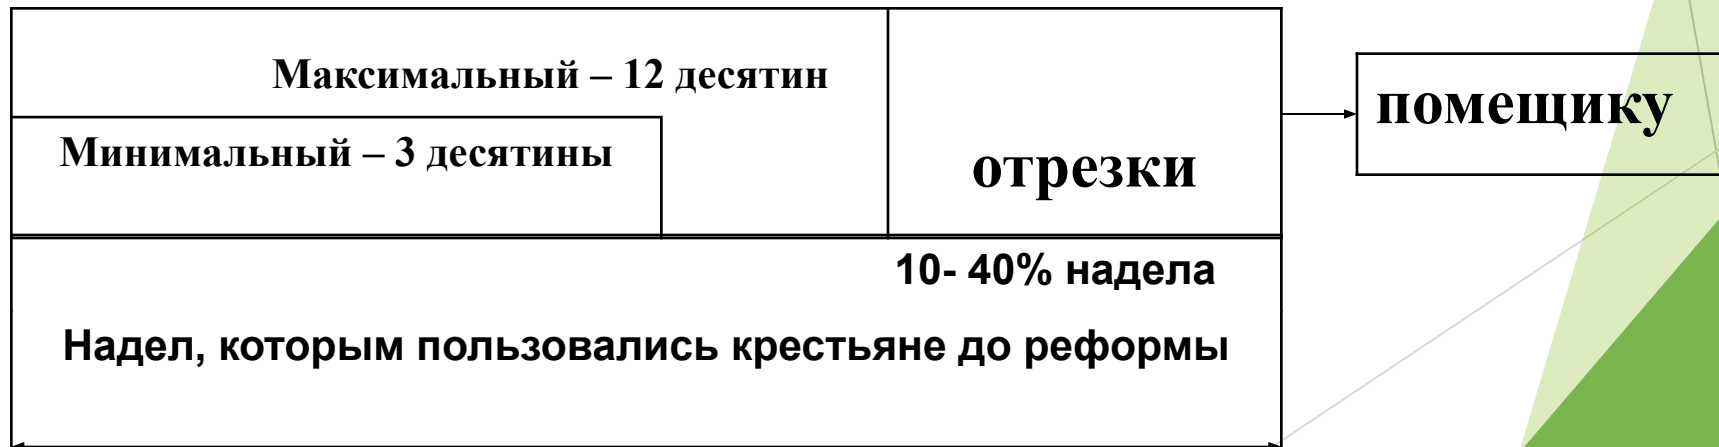 Максимальный – 12 десятин
Минимальный – 3 десятины
отрезки
помещику
10- 40% надела
Надел, которым пользовались крестьяне до реформы